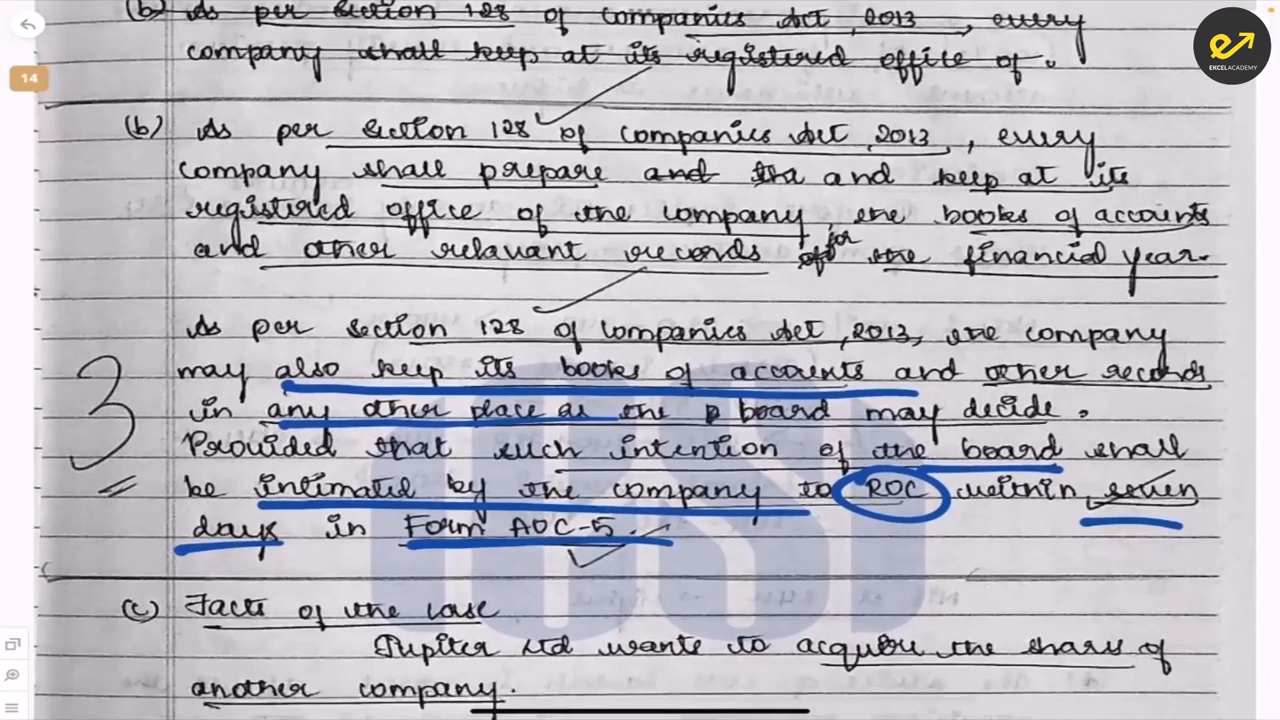 (b) As per section 128 of companies Act, 2013, every
company shall keep at its registered office of.
EKCELACADEMY
14
(b) As per section 128 of companies Act, 2013, every
company shall prepare and the and keep at its
registered office of the company, the books of accounts
and other relavant records of for the financial year.
As per section 128 of companies Act, 2013, the company
may also keep its books of accounts and other records
in any other place as the board may decide.
3
Provided that such intention of the board shall
be intimated by the company to ROC within seven
days in Form AOC-5.
(c) Facts of the case
Jupiter Ltd wants to acquire the shares of
another company.